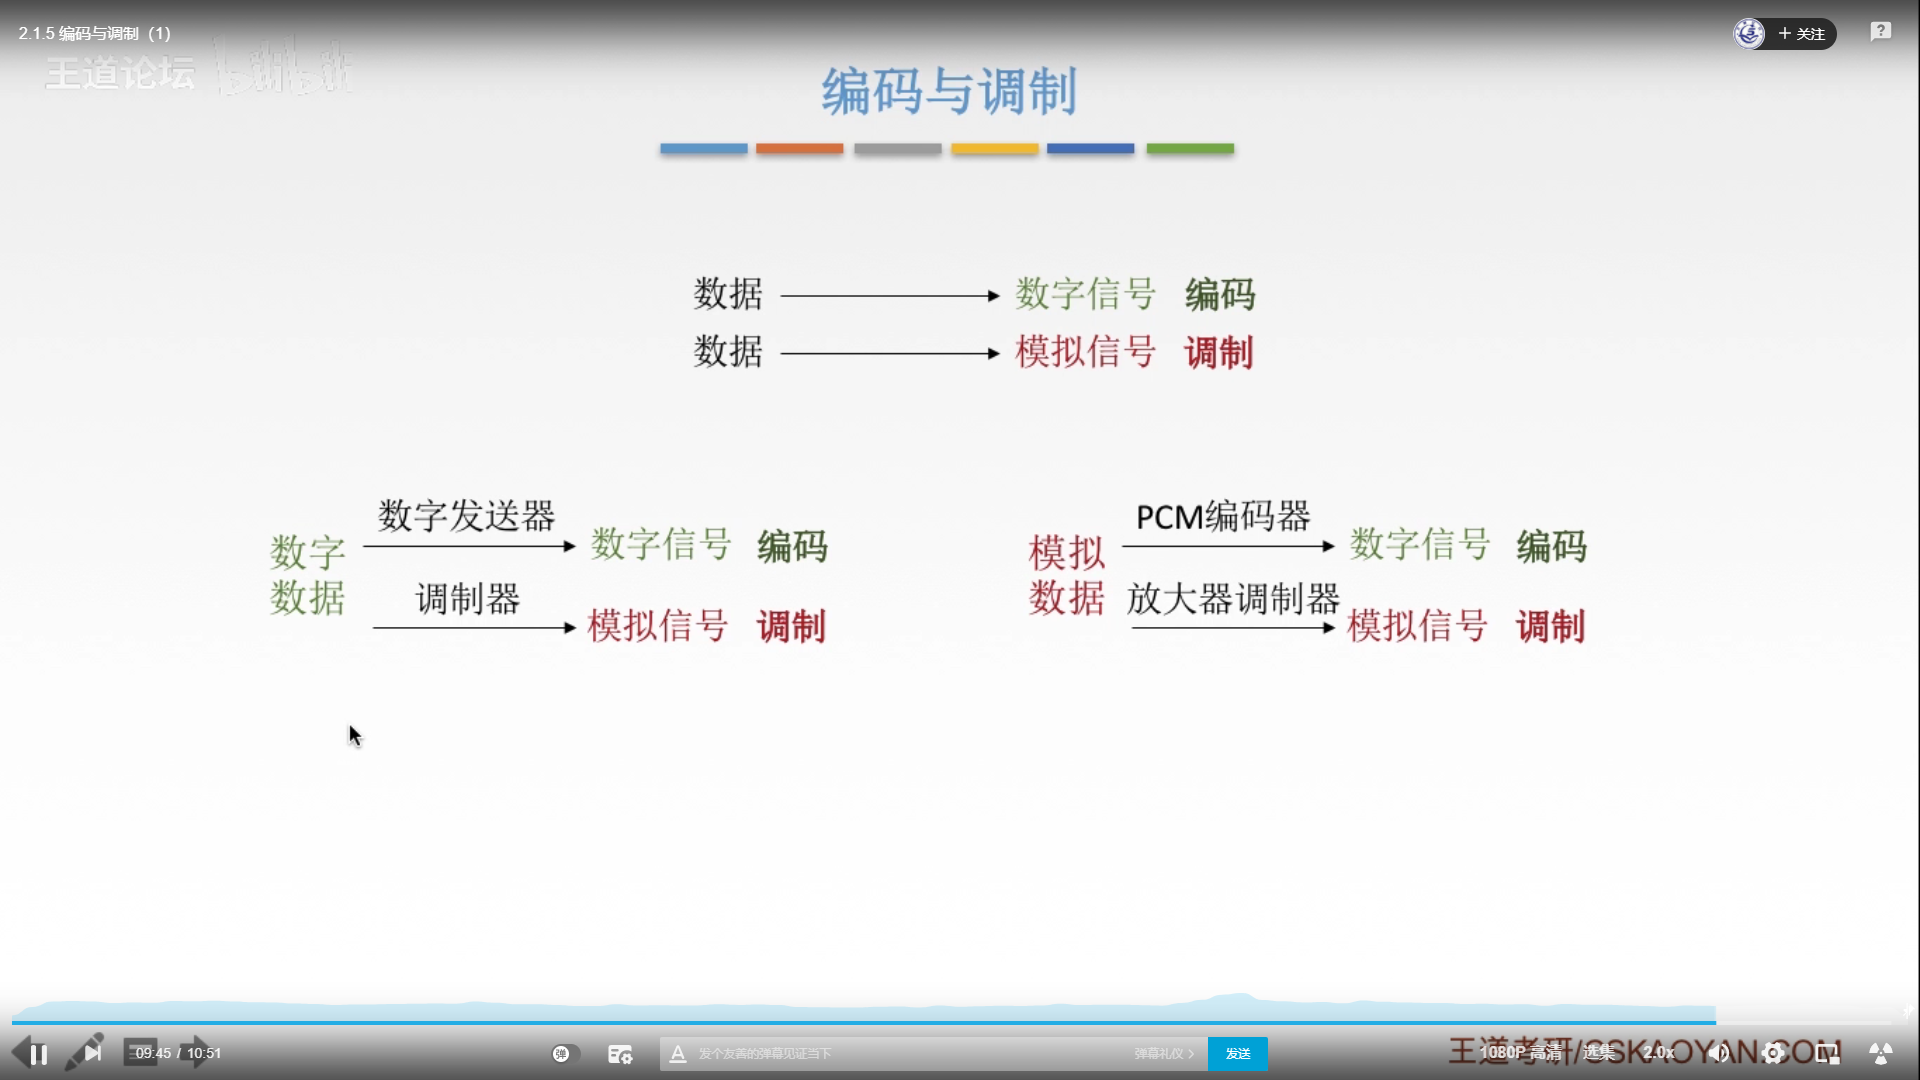 2.1.5 编码与调制（1）
+ 关注
王道论坛 bilibili
编码与调制
数据 数字信号 编码
数据 模拟信号 调制
数字发送器
数字数据 数字信号 编码
调制器
模拟信号 调制
PCM编码器
模拟数据 数字信号 编码
放大器调制器
模拟信号 调制
09:45 / 10:51
弹
发个友善的弹幕见证当下
弹幕礼仪 >
发送
1080P 高清
选集
2.0x
王道考研/CSKAOYAN.COM